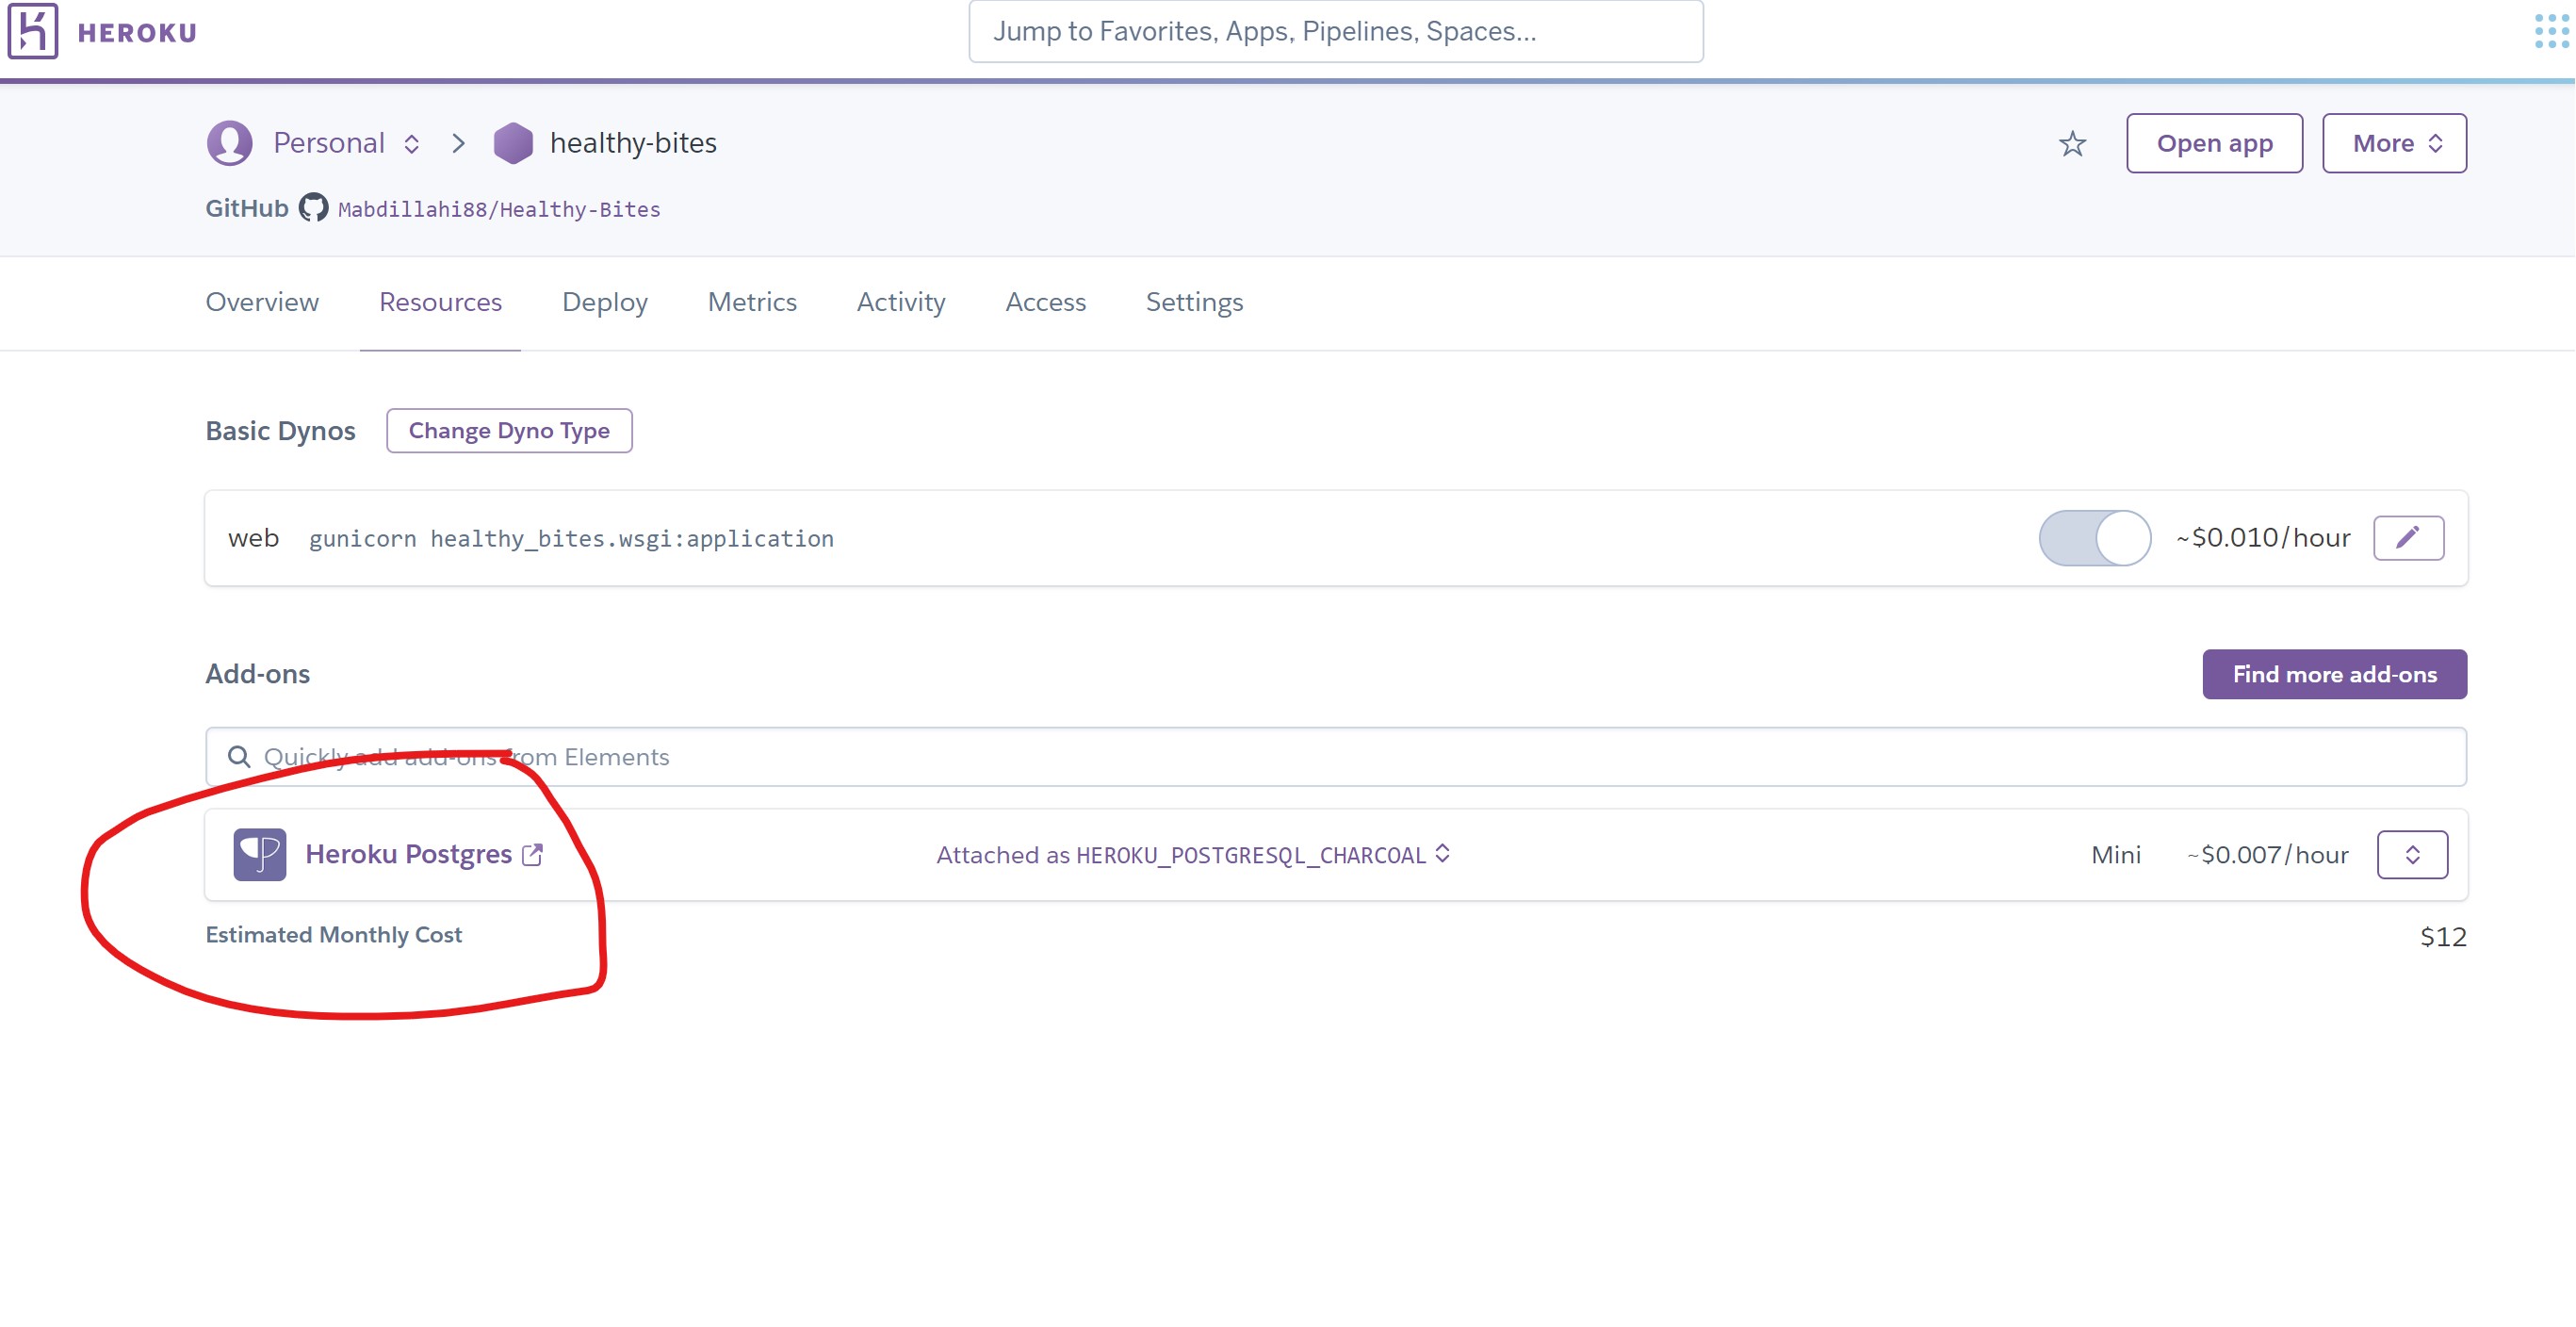 HEROKU
Jump to Favorites, Apps, Pipelines, Spaces...
Personal > healthy-bites
Open app
More
GitHub Mabdillahi88/Healthy-Bites
Overview Resources Deploy Metrics Activity Access Settings
Basic Dynos Change Dyno Type
web gunicorn healthy_bites.wsgi:application ~$0.010/hour
Add-ons Find more add-ons
Quickly add add-ons from Elements
Heroku Postgres Attached as HEROKU_POSTGRESQL_CHARCOAL Mini ~$0.007/hour
Estimated Monthly Cost $12